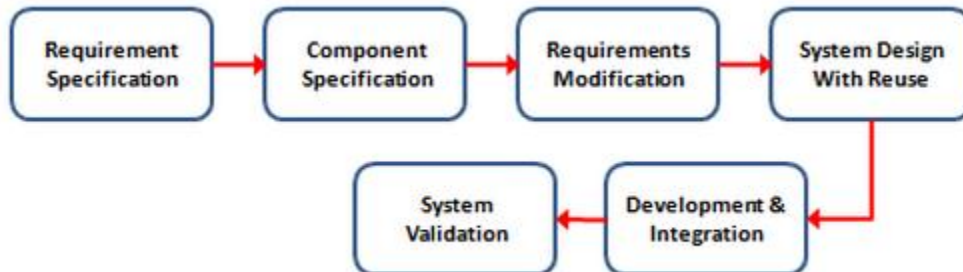 Requirement
Specification
Component
Specification
Requirements
Modification
System Design
With Reuse
System
Validation
Development &
Integration